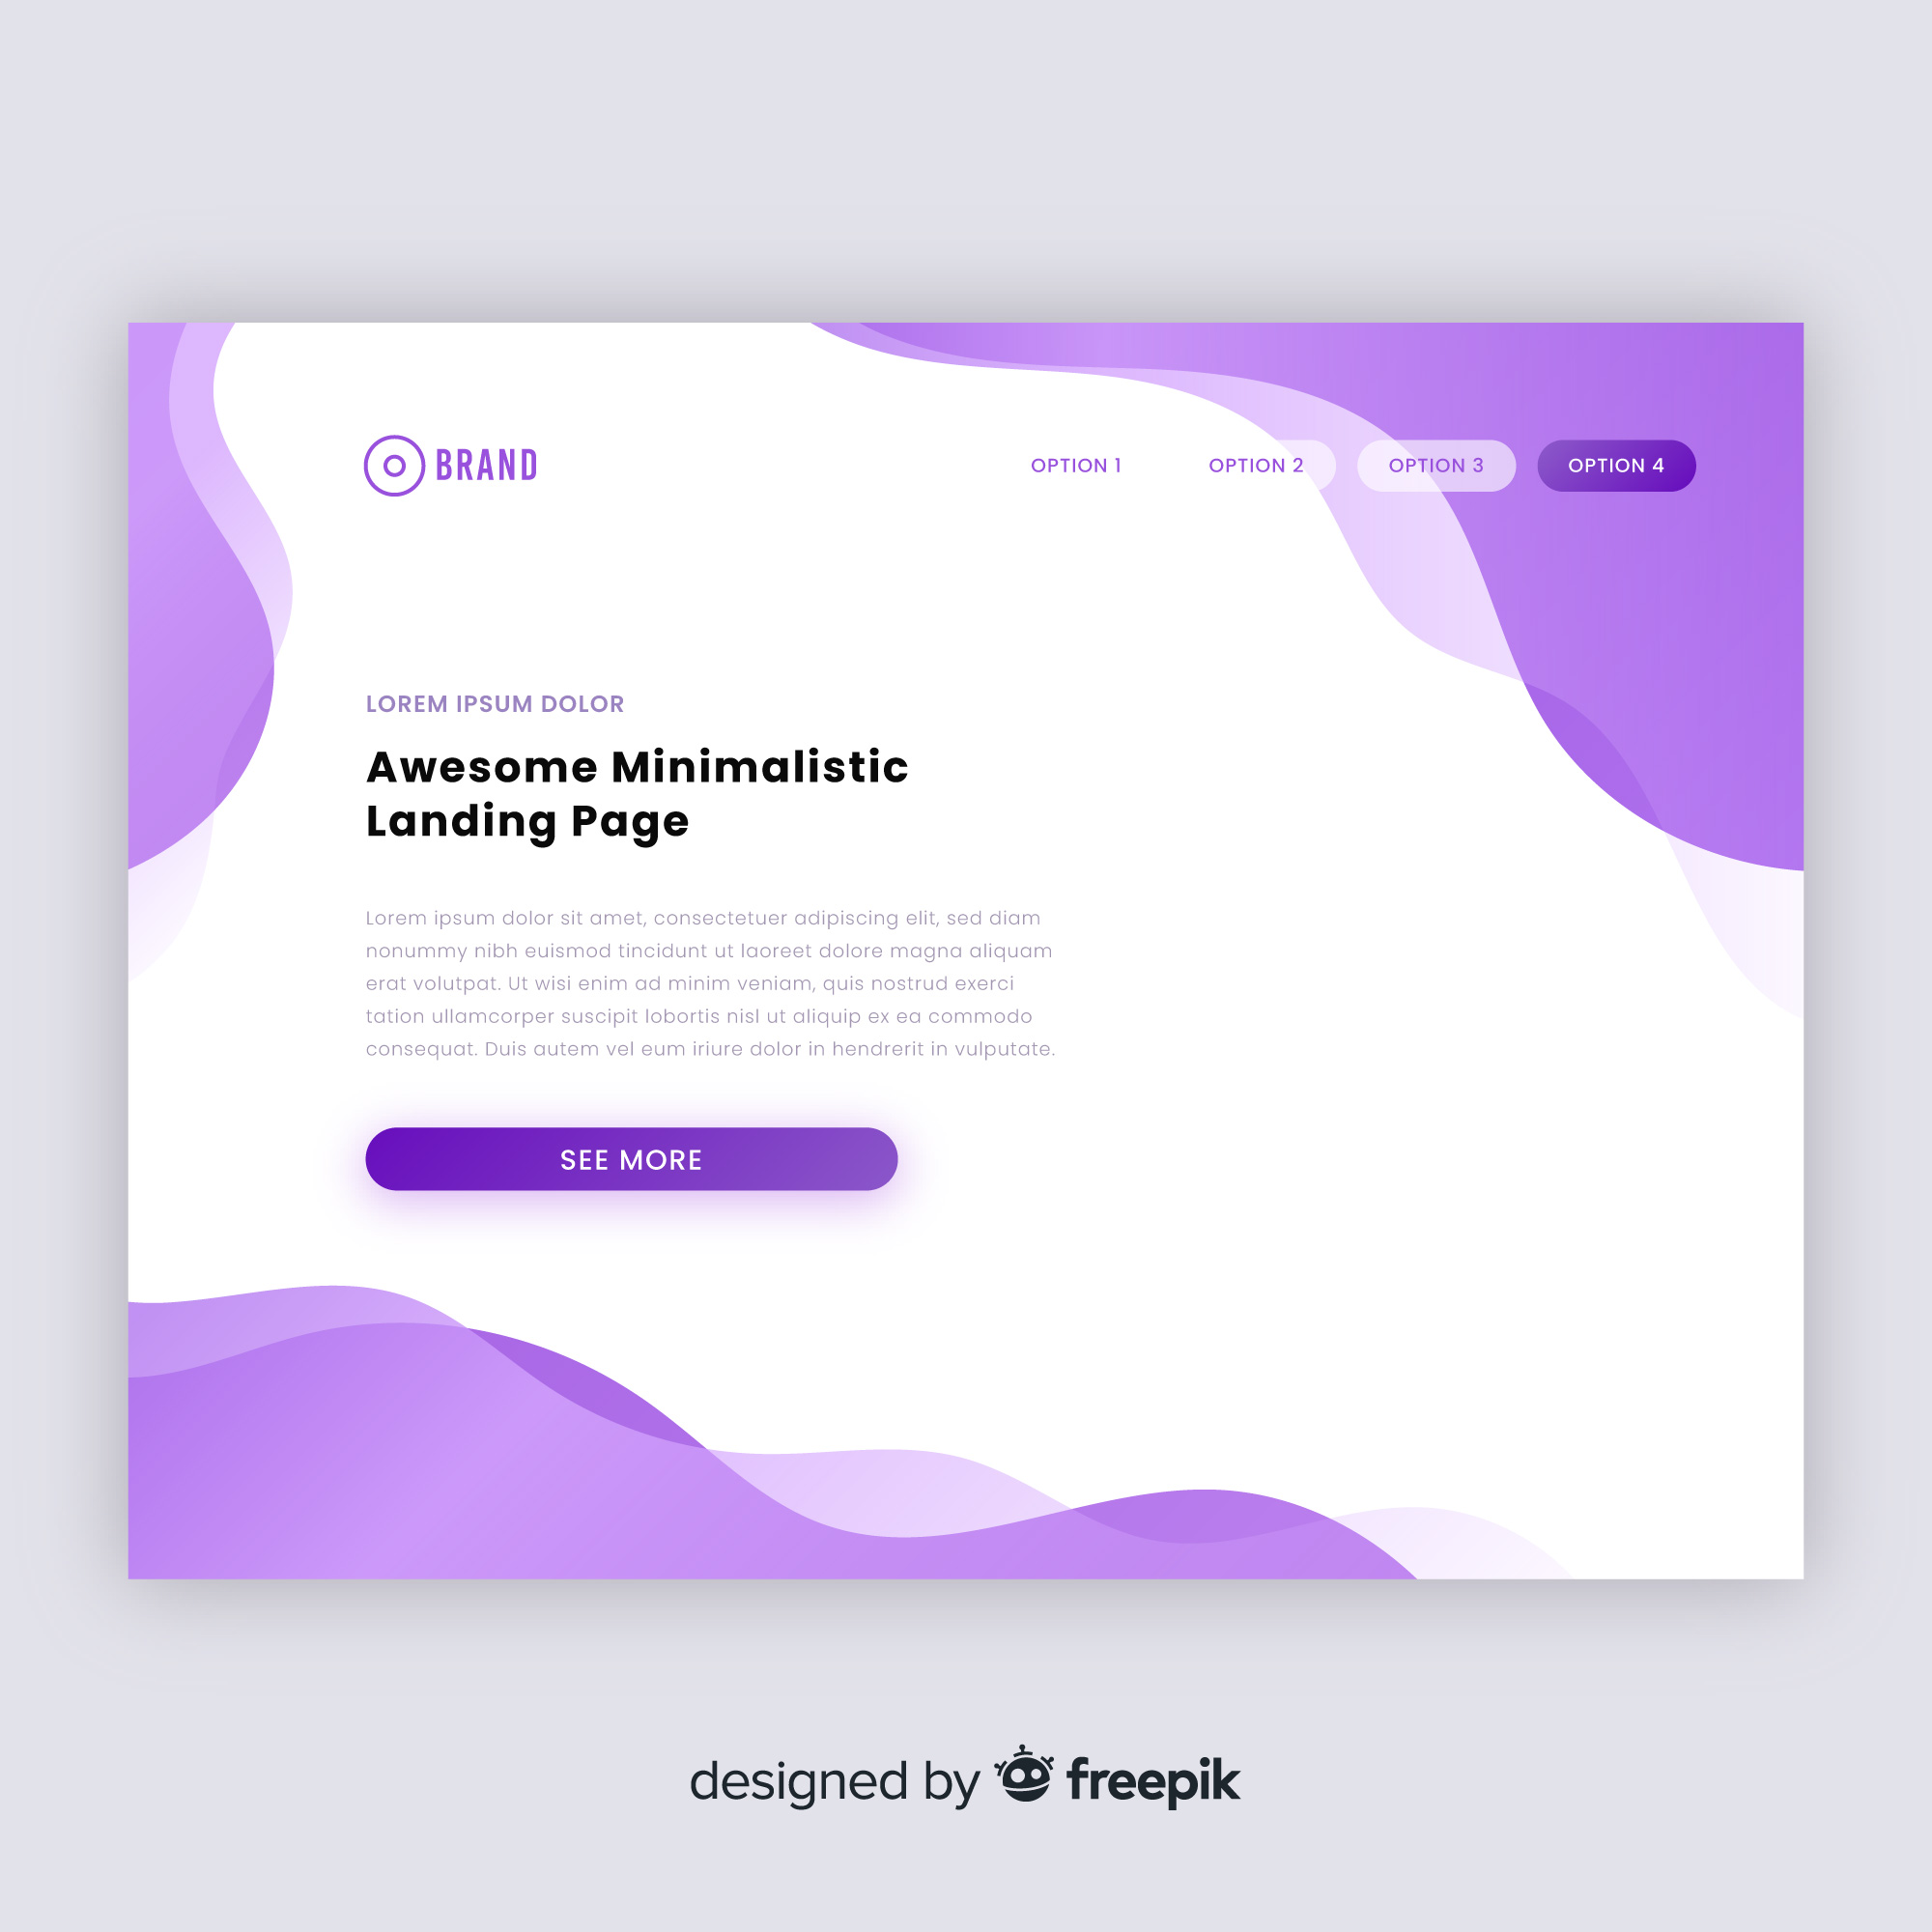 BRAND
OPTION 1
OPTION 2
OPTION 3
OPTION 4
LOREM IPSUM DOLOR
Awesome Minimalistic
Landing Page
Lorem ipsum dolor sit amet, consectetuer adipiscing elit, sed diam
nonummy nibh euismod tincidunt ut laoreet dolore magna aliquam
erat volutpat. Ut wisi enim ad minim veniam, quis nostrud exerci
tation ullamcorper suscipit lobortis nisl ut aliquip ex ea commodo
consequat. Duis autem vel eum iriure dolor in hendrerit in vulputate.
SEE MORE
designed by freepik